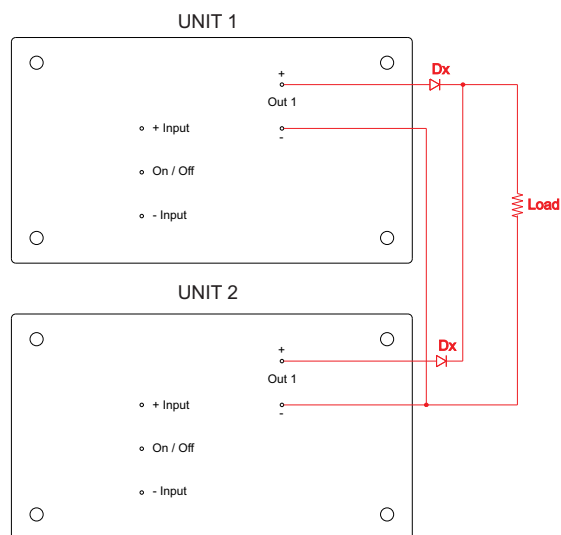 UNIT 1
+
Dx
Out 1
+ Input
-
On / Off
Load
- Input
UNIT 2
+
Dx
Out 1
+ Input
-
On / Off
- Input